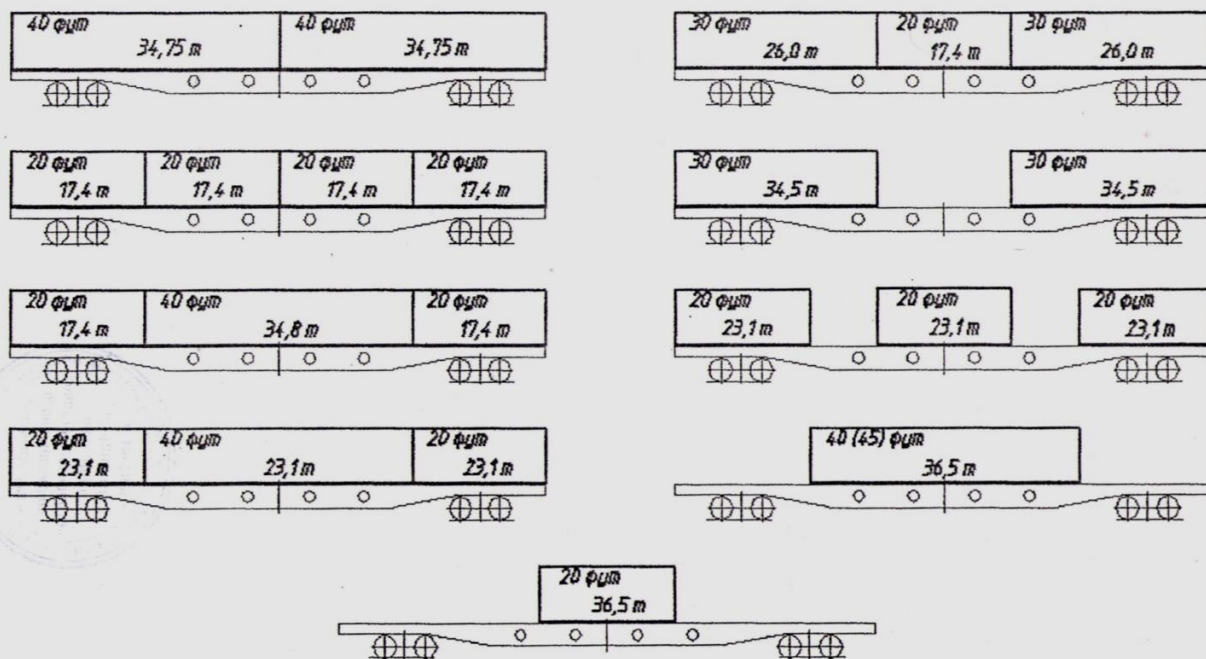 40 фут 40 фут
34,75 т 34,75 т
30 фут 20 фут 30 фут
26,0 т 17,4 т 26,0 т
20 фут 20 фут 20 фут 20 фут
17,4 т 17,4 т 17,4 т 17,4 т
30 фут 30 фут
34,5 т 34,5 т
20 фут 40 фут 20 фут
17,4 т 34,8 т 17,4 т
20 фут 20 фут 20 фут
23,1 т 23,1 т 23,1 т
20 фут 40 фут 20 фут
23,1 т 23,1 т 23,1 т
40 (45) фут
36,5 т
20 фут
36,5 т